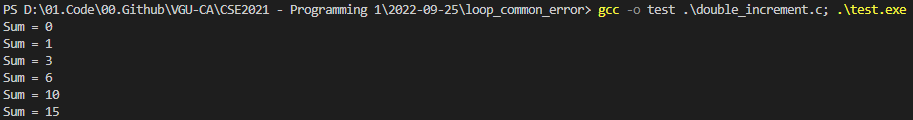 PS D:\01.Code\00.Github\VGU-CA\CSE2021 - Programming 1\2022-09-25\loop_common_error> gcc -o test .\double_increment.c; .\test.exe
Sum = 0
Sum = 1
Sum = 3
Sum = 6
Sum = 10
Sum = 15